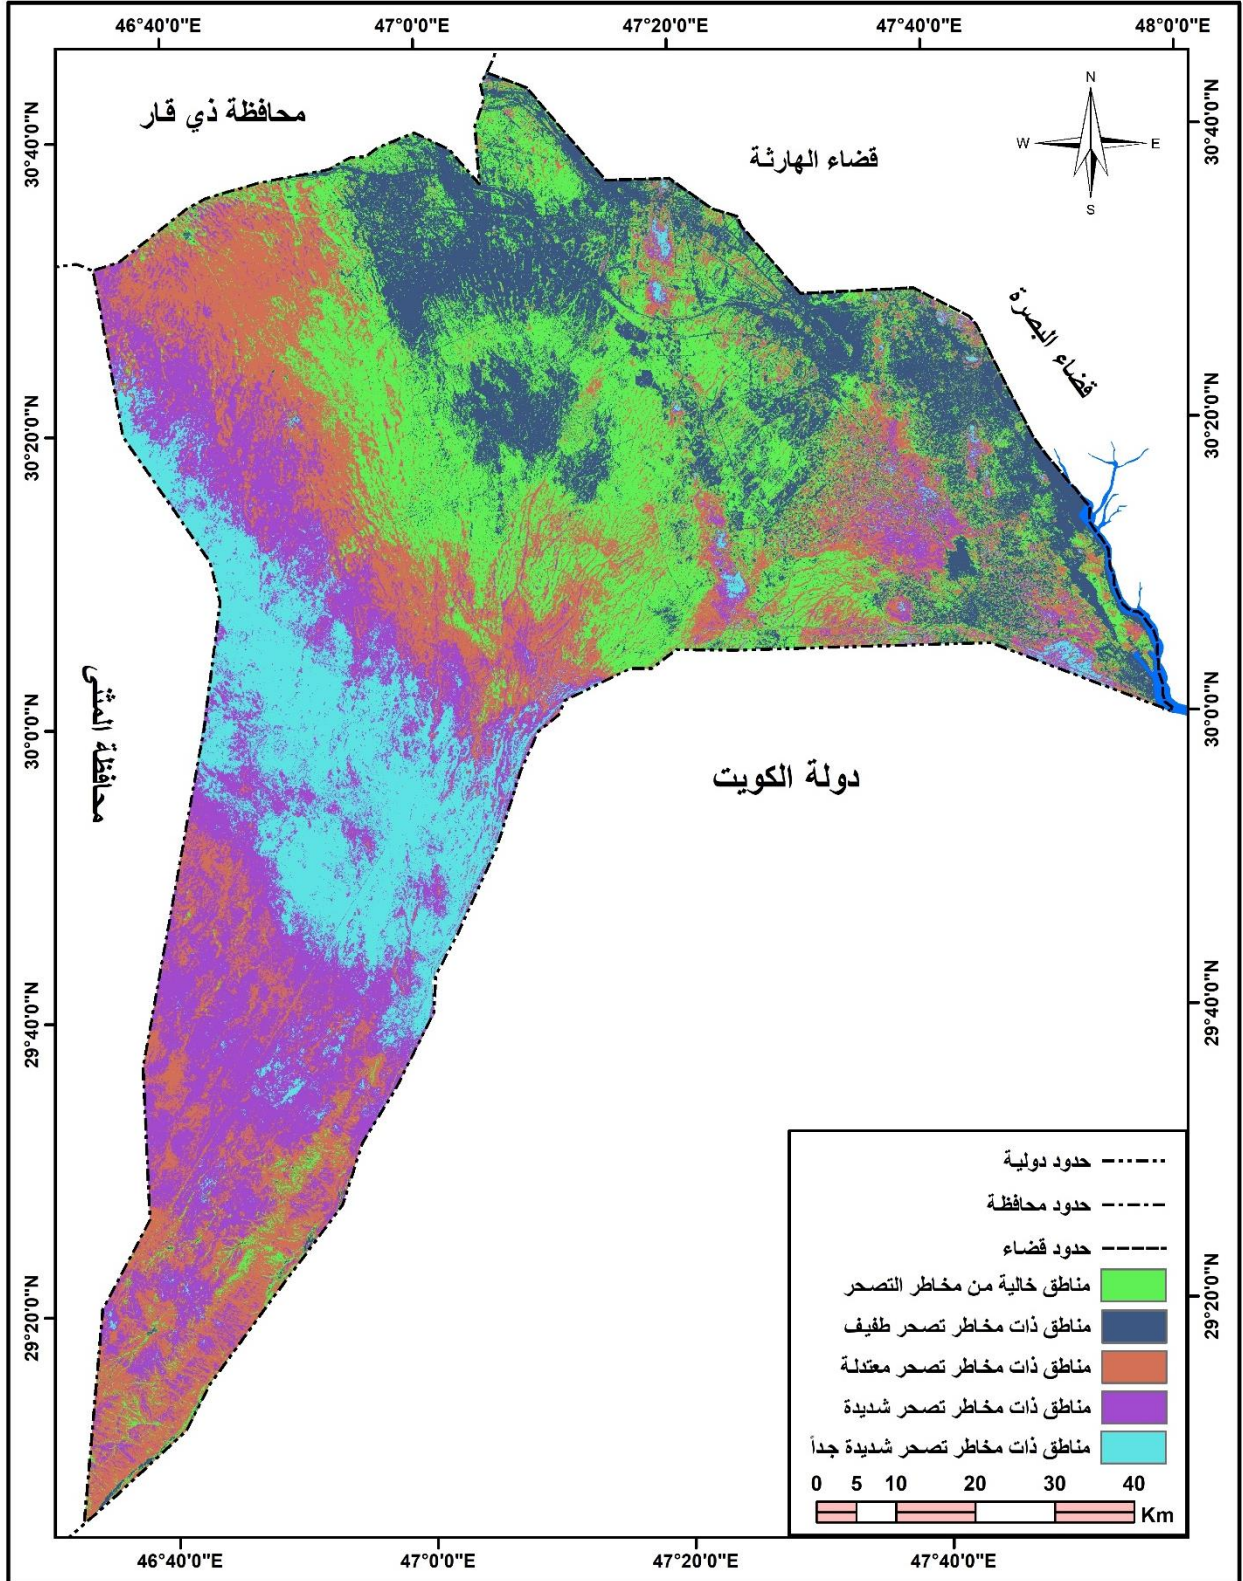 46°40'0"E
47°0'0"E
47°20'0"E
47°40'0"E
48°0'0"E
محافظة ذي قار
قضاء الهارثة
N
W
E
S
30°40'0"N
30°40'0"N
قضاء البصرة
30°20'0"N
30°20'0"N
محافظة المثنى
30°0'0"N
30°0'0"N
دولة الكويت
29°40'0"N
29°40'0"N
حدود دولية
حدود محافظة
حدود قضاء
مناطق خالية من مخاطر التصحر
مناطق ذات مخاطر تصحر طفيف
مناطق ذات مخاطر تصحر معتدلة
مناطق ذات مخاطر تصحر شديدة
مناطق ذات مخاطر تصحر شديدة جداً
29°20'0"N
29°20'0"N
0 5 10 20 30 40
Km
46°40'0"E
47°0'0"E
47°20'0"E
47°40'0"E